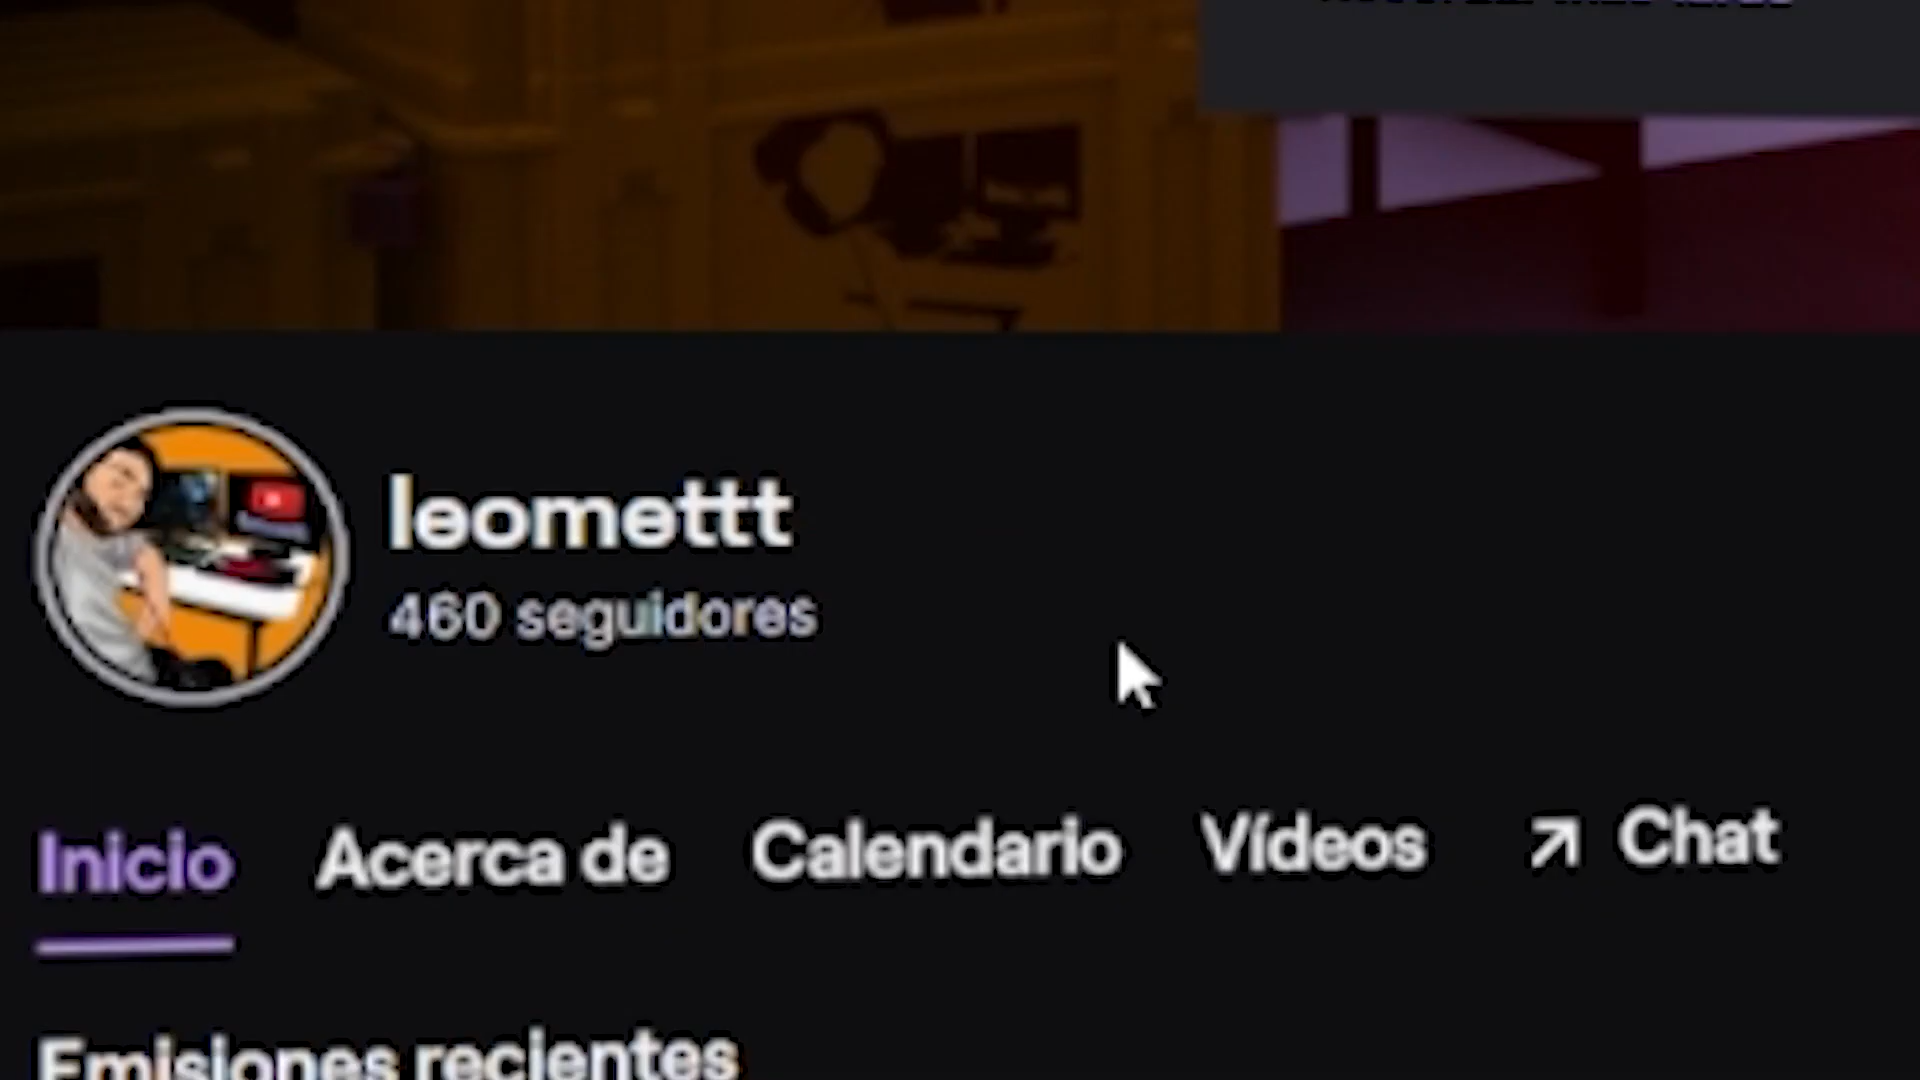 leomettt
460 seguidores
Inicio Acerca de Calendario Vídeos Chat
Emisiones recientes